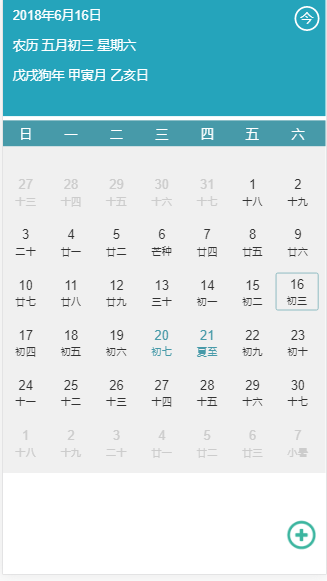 2018年6月16日 今
农历 五月初三 星期六
戊戌狗年 甲寅月 乙亥日
日 一 二 三 四 五 六
27 28 29 30 31 1 2
十三 十四 十五 十六 十七 十八 十九
3 4 5 6 7 8 9
二十 廿一 廿二 芒种 廿四 廿五 廿六
10 11 12 13 14 15 16
廿七 廿八 廿九 三十 初一 初二 初三
17 18 19 20 21 22 23
初四 初五 初六 初七 夏至 初九 初十
24 25 26 27 28 29 30
十一 十二 十三 十四 十五 十六 十七
1 2 3 4 5 6 7
十八 十九 二十 廿一 廿二 廿三 小暑